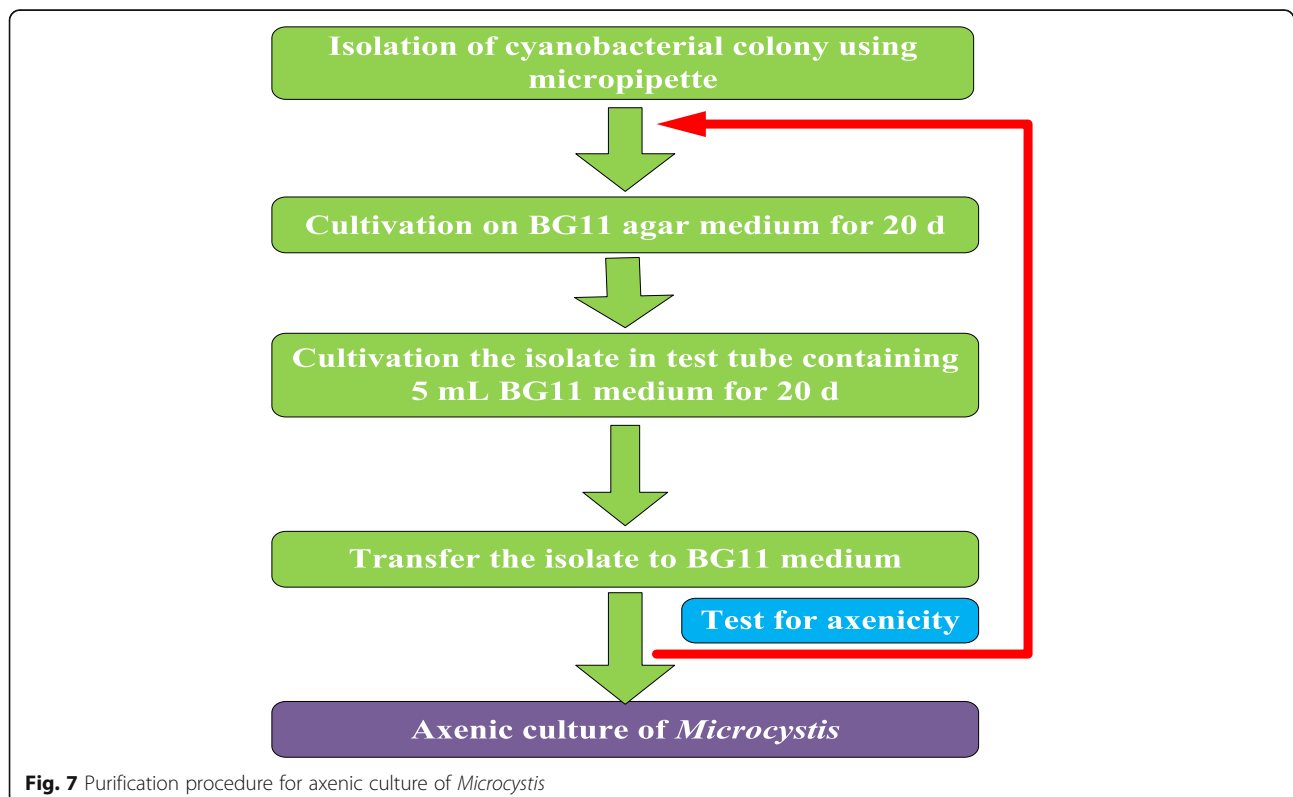 Isolation of cyanobacterial colony using
micropipette
Cultivation on BG11 agar medium for 20 d
Cultivation the isolate in test tube containing
5 mL BG11 medium for 20 d
Transfer the isolate to BG11 medium
Test for axenicity
Axenic culture of Microcystis
Fig. 7 Purification procedure for axenic culture of Microcystis